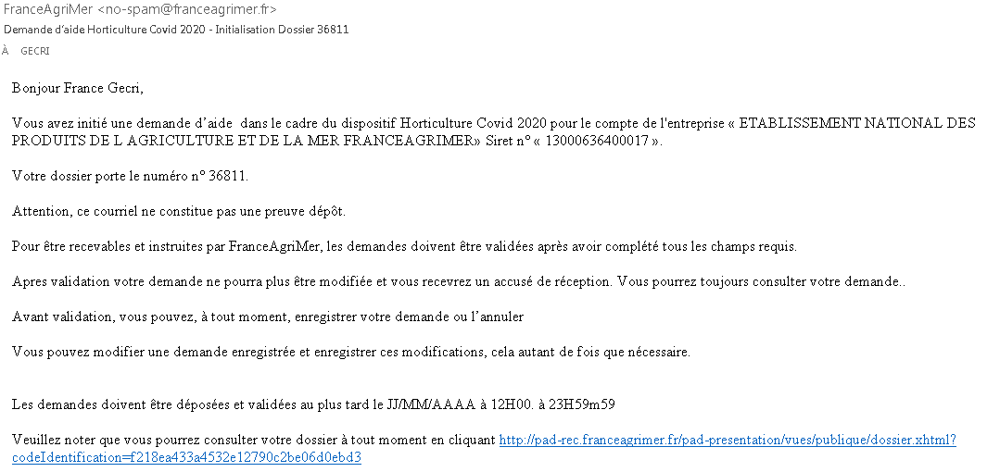 FranceAgriMer <no-spam@franceagrimer.fr>
Demande d'aide Horticulture Covid 2020 - Initialisation Dossier 36811
À GECRI
Bonjour France Gecri,
Vous avez initié une demande d’aide dans le cadre du dispositif Horticulture Covid 2020 pour le compte de l'entreprise « ETABLISSEMENT NATIONAL DES
PRODUITS DE L AGRICULTURE ET DE LA MER FRANCEAGRIMER» Siret n° « 13000636400017 ».
Votre dossier porte le numéro n° 36811.
Attention, ce courriel ne constitue pas une preuve dépôt.
Pour être recevables et instruites par FranceAgriMer, les demandes doivent être validées après avoir complété tous les champs requis.
Apres validation votre demande ne pourra plus être modifiée et vous recevrez un accusé de réception. Vous pourrez toujours consulter votre demande..
Avant validation, vous pouvez, à tout moment, enregistrer votre demande ou l’annuler
Vous pouvez modifier une demande enregistrée et enregistrer ces modifications, cela autant de fois que nécessaire.
Les demandes doivent être déposées et validées au plus tard le JJ/MM/AAAA à 12H00. à 23H59m59
Veuillez noter que vous pourrez consulter votre dossier à tout moment en cliquant http://pad-rec.franceagrimer.fr/pad-presentation/vues/publique/dossier.xhtml?
codeIdentification=f218ea433a4532e12790c2be06d0ebd3